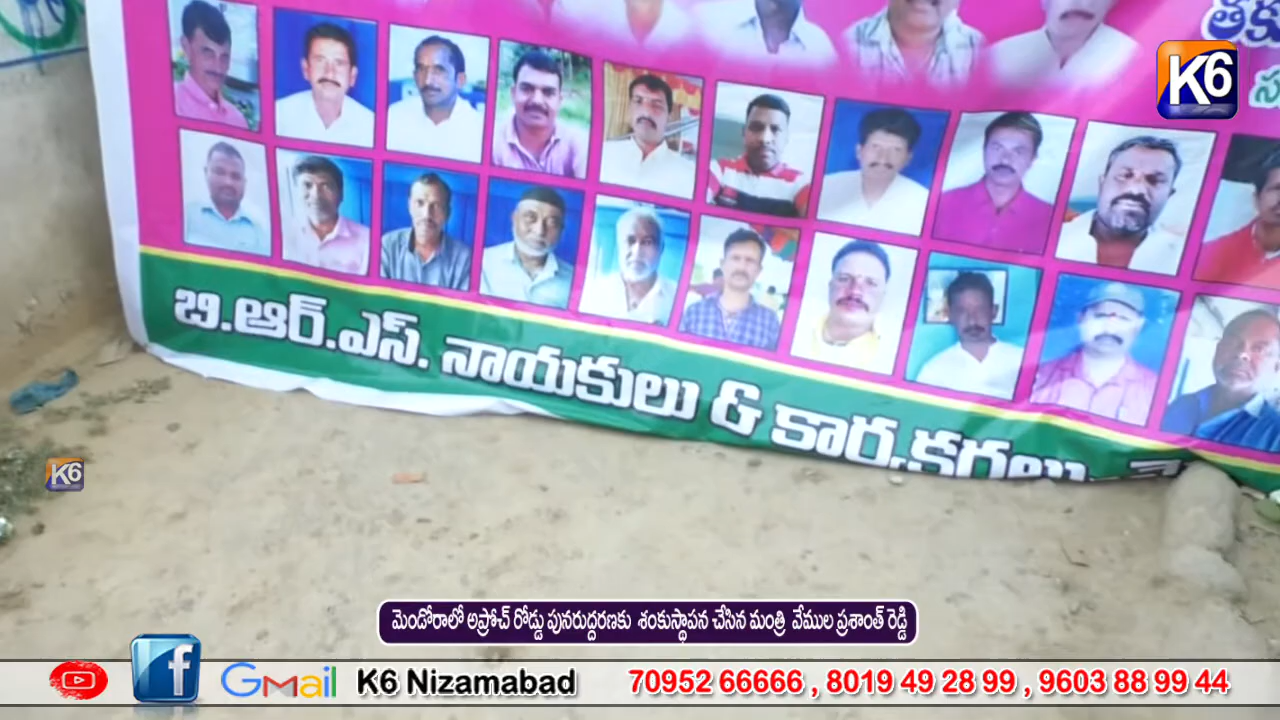 K6
బి.ఆర్.ఎస్. నాయకులు & కార్యకర్తలు
K6
మెండోరాలో అప్రోచ్ రోడ్డు పునరుద్దరణకు శంకుస్థాపన చేసిన మంత్రి వేముల ప్రశాంత్ రెడ్డి
f Gmail K6 Nizamabad 70952 66666 , 8019 49 28 99 , 9603 88 99 44